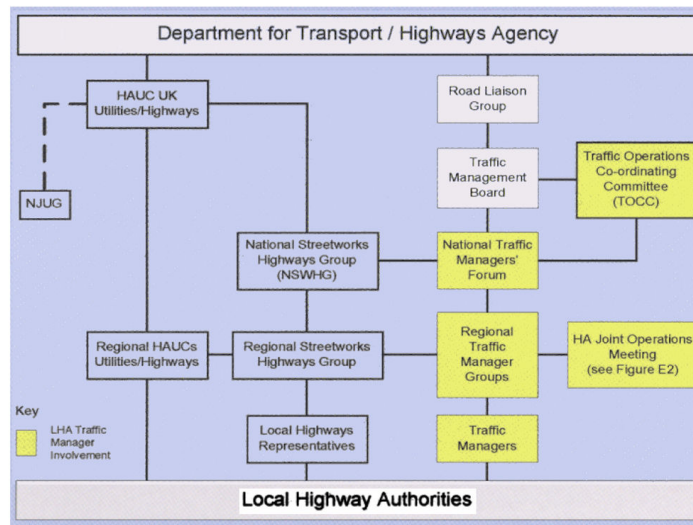 Department for Transport / Highways Agency
HAUC UK
Utilities/Highways
Road Liaison
Group
Traffic
Management
Board
Traffic Operations
Co-ordinating
Committee
(TOCC)
NJUG
National Streetworks
Highways Group
(NSWHG)
National Traffic
Managers'
Forum
Regional HAUCs
Utilities/Highways
Regional Streetworks
Highways Group
Regional
Traffic
Manager
Groups
HA Joint Operations
Meeting
(see Figure E2)
Key
LHA Traffic
Manager
Involvement
Local Highways
Representatives
Traffic
Managers
Local Highway Authorities